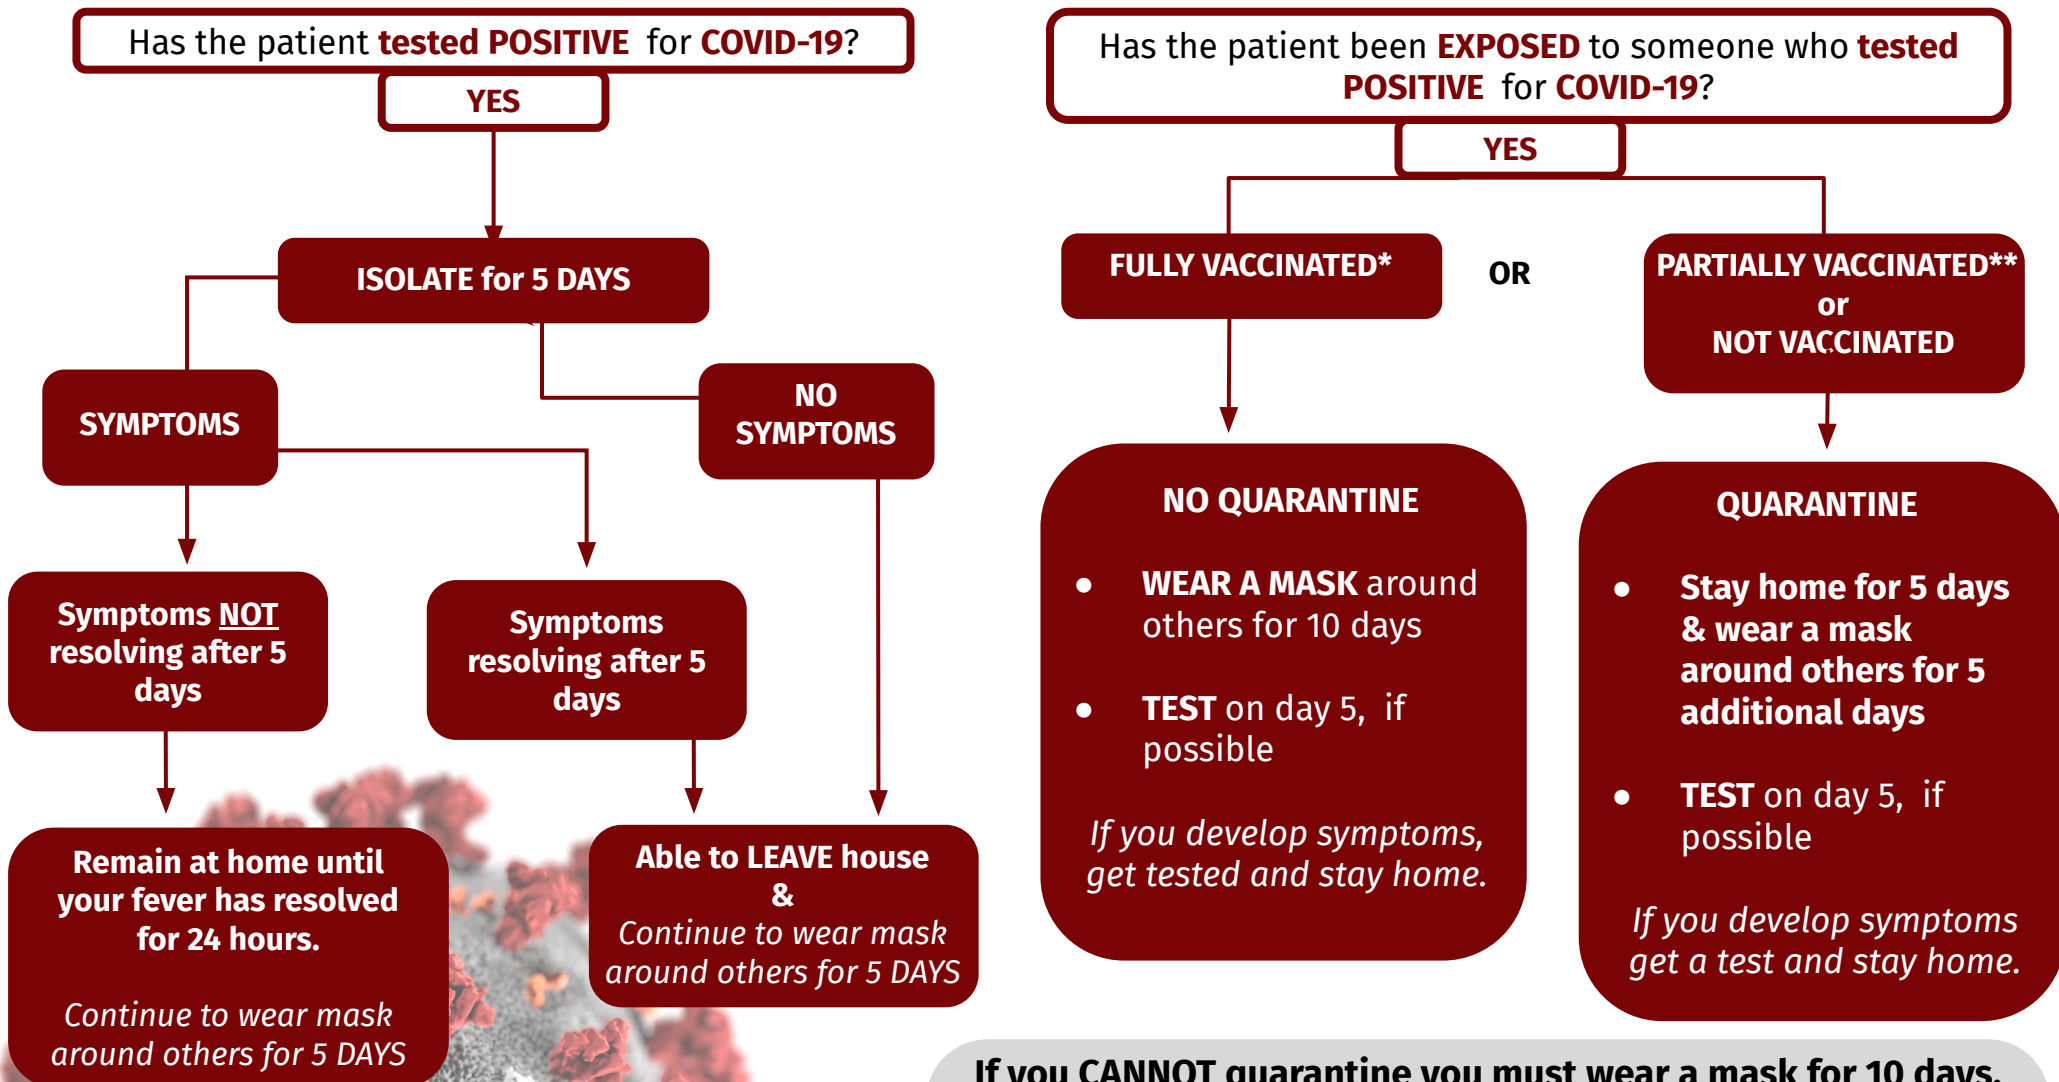 Has the patient tested POSITIVE for COVID-19?
YES
ISOLATE for 5 DAYS
SYMPTOMS
NO
SYMPTOMS
Symptoms NOT
resolving after 5
days
Symptoms
resolving after 5
days
Remain at home until
your fever has resolved
for 24 hours.
Continue to wear mask
around others for 5 DAYS
Able to LEAVE house
&
Continue to wear mask
around others for 5 DAYS
Has the patient been EXPOSED to someone who tested
POSITIVE for COVID-19?
YES
FULLY VACCINATED*
OR
PARTIALLY VACCINATED**
or
NOT VACCINATED
NO QUARANTINE
● WEAR A MASK around
others for 10 days
● TEST on day 5, if
possible
If you develop symptoms,
get tested and stay home.
QUARANTINE
● Stay home for 5 days
& wear a mask
around others for 5
additional days
● TEST on day 5, if
possible
If you develop symptoms
get a test and stay home.
If you CANNOT quarantine you must wear a mask for 10 days.